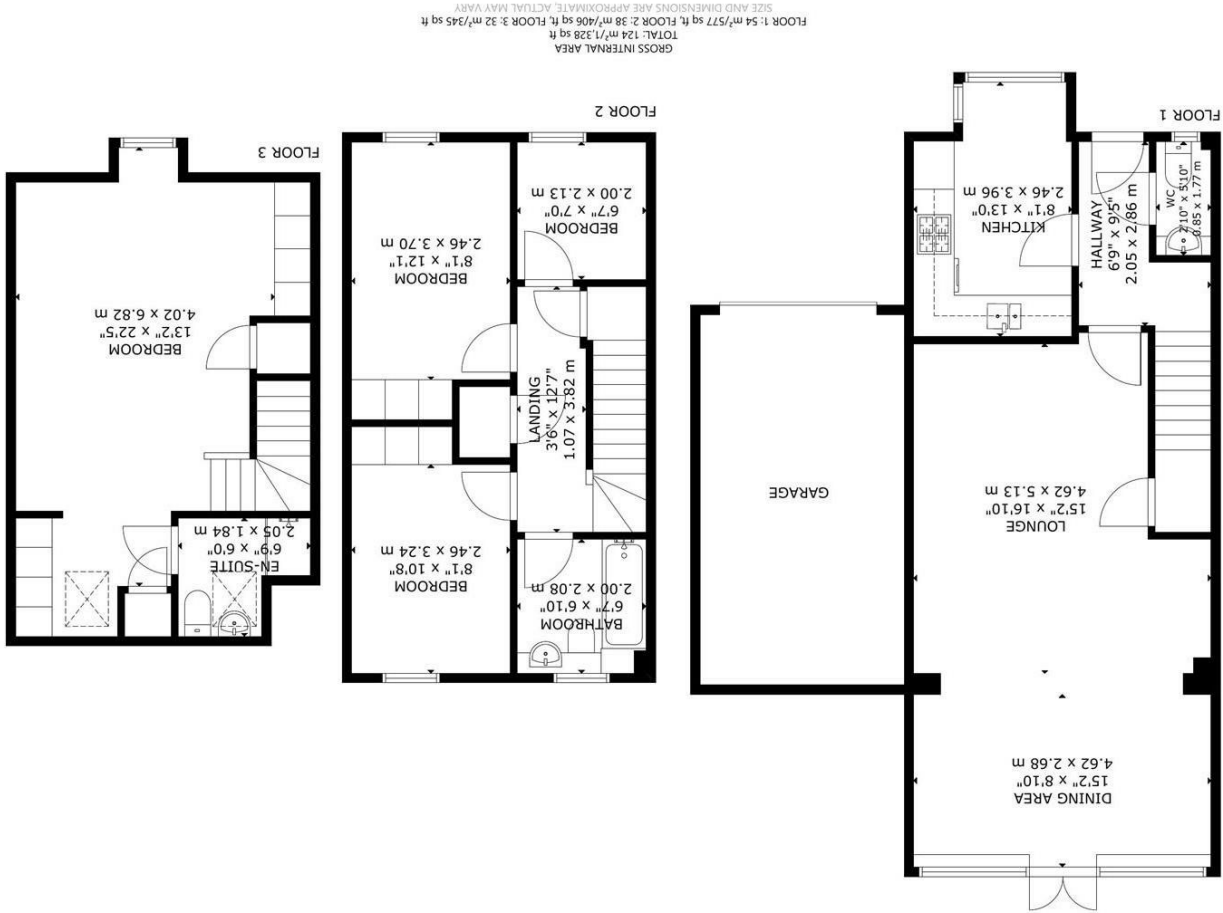 FLOOR 1
DINING AREA
15'2" x 8'10"
4.62 x 2.68 m
LOUNGE
15'2" x 16'10"
4.62 x 5.13 m
GARAGE
KITCHEN
8'1" x 13'0"
2.46 x 3.96 m
HALLWAY
6'9" x 9'5"
2.05 x 2.86 m
WC
2'10" x 5'10"
0.85 x 1.77 m
FLOOR 2
BATHROOM
6'7" x 6'10"
2.00 x 2.08 m
BEDROOM
8'1" x 10'8"
2.46 x 3.24 m
LANDING
3'6" x 12'7"
1.07 x 3.82 m
BEDROOM
8'1" x 12'1"
2.46 x 3.70 m
BEDROOM
6'7" x 7'0"
2.00 x 2.13 m
FLOOR 3
EN-SUITE
6'9" x 6'0"
2.05 x 1.84 m
BEDROOM
13'2" x 22'5"
4.02 x 6.82 m
GROSS INTERNAL AREA
TOTAL: 124 m²/1,328 sq ft
FLOOR 1: 54 m²/577 sq ft, FLOOR 2: 38 m²/406 sq ft, FLOOR 3: 32 m²/345 sq ft
SIZE AND DIMENSIONS ARE APPROXIMATE, ACTUAL MAY VARY